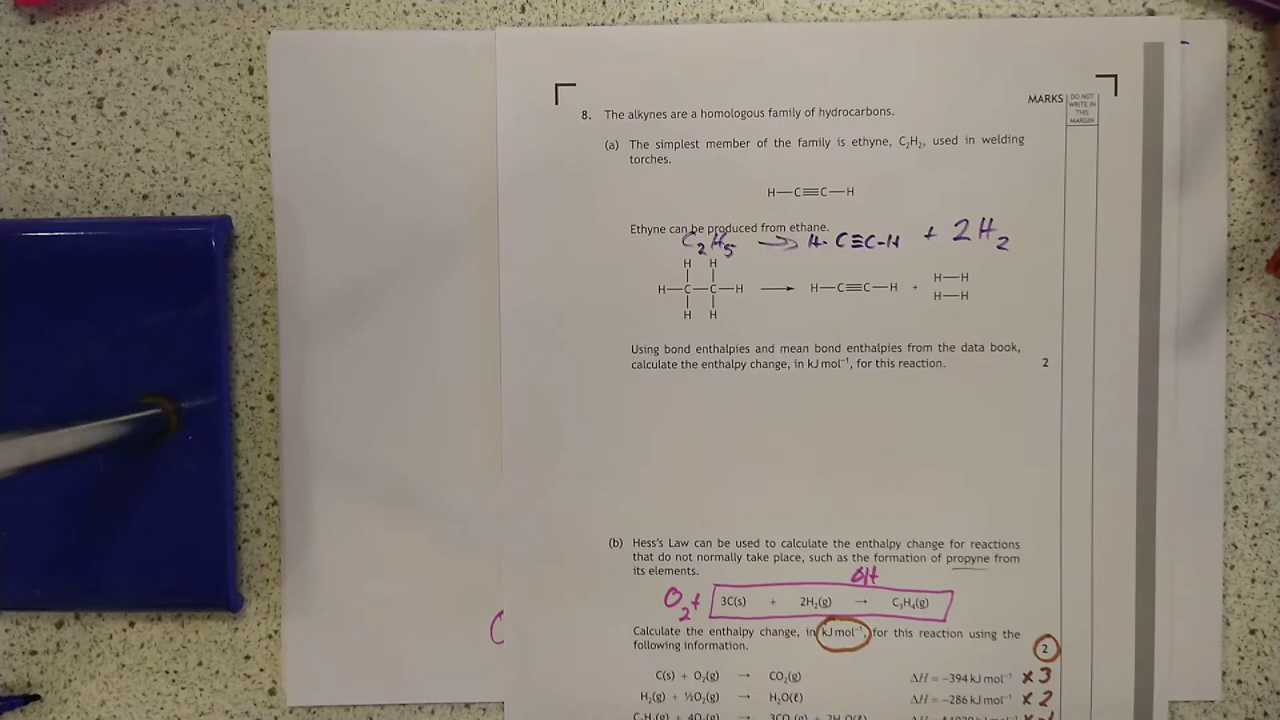 MARKS
DO NOT
WRITE IN
THIS
MARGIN
8. The alkynes are a homologous family of hydrocarbons.
(a) The simplest member of the family is ethyne, C₂H₂, used in welding
torches.
H—C≡C—H
Ethyne can be produced from ethane.
C₂H₅ → H-C≡C-H + 2H₂
H H
H—C—C—H → H—C≡C—H + H—H
H—H
H H
Using bond enthalpies and mean bond enthalpies from the data book,
calculate the enthalpy change, in kJ mol⁻¹, for this reaction. 2
(b) Hess's Law can be used to calculate the enthalpy change for reactions
that do not normally take place, such as the formation of propyne from
its elements.
ΔH
O₂+ 3C(s) + 2H₂(g) → C₃H₄(g)
Calculate the enthalpy change, in kJ mol⁻¹, for this reaction using the
following information. 2
C(s) + O₂(g) → CO₂(g) ΔH = −394 kJ mol⁻¹ ×3
H₂(g) + ½O₂(g) → H₂O(ℓ) ΔH = −286 kJ mol⁻¹ ×2